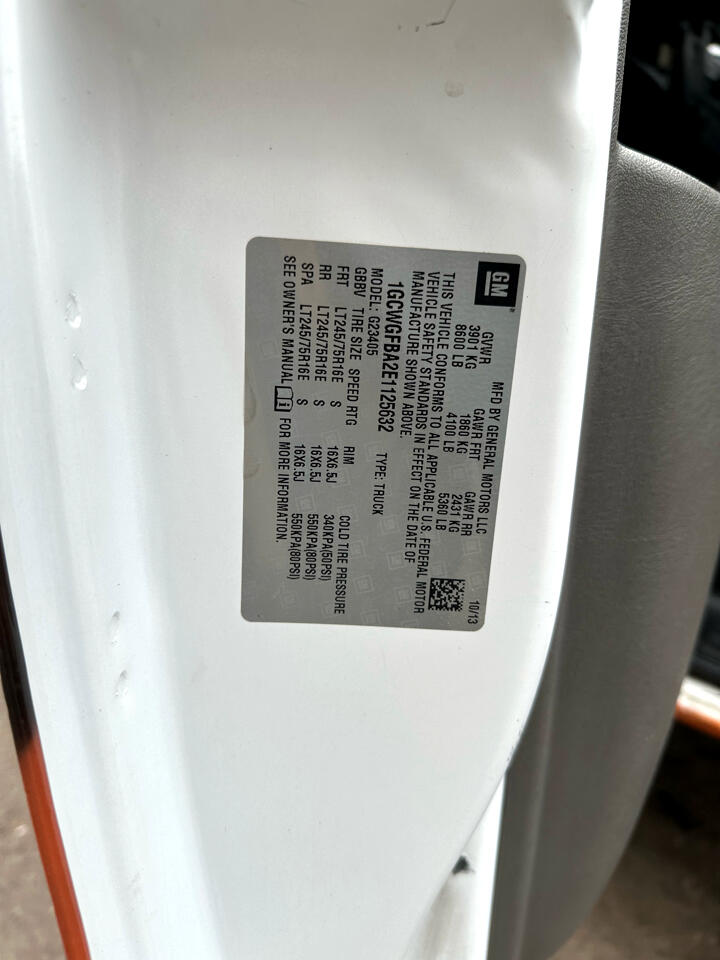 GM®
MFD BY GENERAL MOTORS LLC 10/13
GVWR GAWR FRT GAWR RR
3901 KG 1860 KG 2431 KG
8600 LB 4100 LB 5360 LB
THIS VEHICLE CONFORMS TO ALL APPLICABLE U.S. FEDERAL MOTOR
VEHICLE SAFETY STANDARDS IN EFFECT ON THE DATE OF
MANUFACTURE SHOWN ABOVE.
1GCWGFBA2E1125632 TYPE: TRUCK
MODEL: G23405
GBBV TIRE SIZE SPEED RTG RIM COLD TIRE PRESSURE
FRT LT245/75R16E S 16X6.5J 340KPA(50PSI)
RR LT245/75R16E S 16X6.5J 550KPA(80PSI)
SPA LT245/75R16E S 16X6.5J 550KPA(80PSI)
SEE OWNER'S MANUAL FOR MORE INFORMATION.